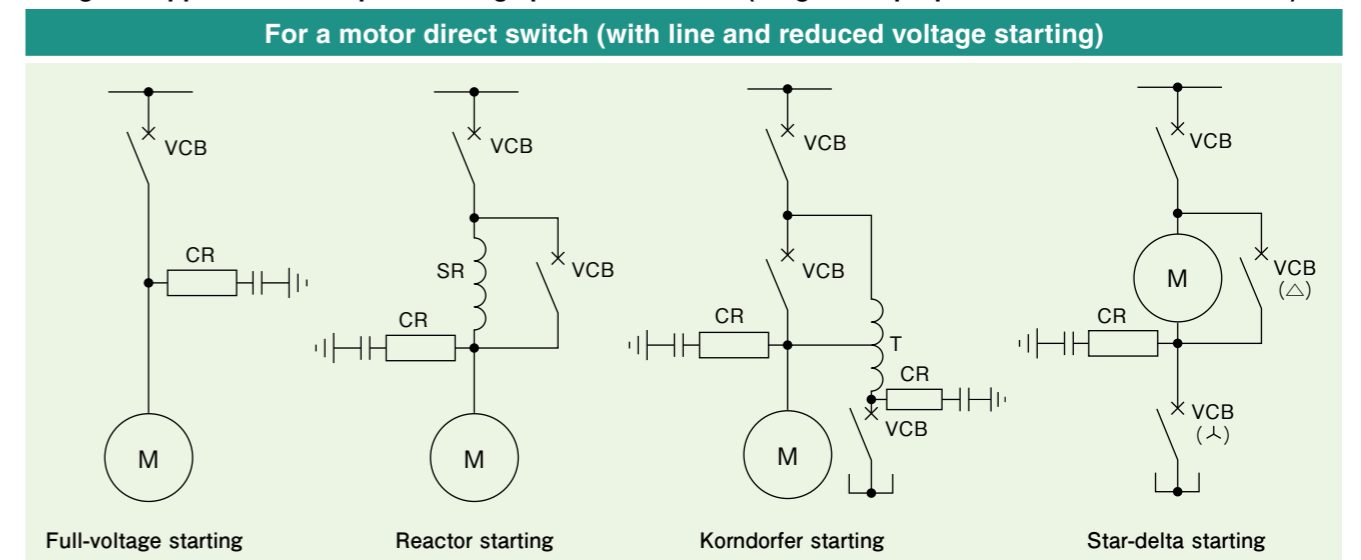 For a motor direct switch (with line and reduced voltage starting)
VCB
CR
M
Full-voltage starting
VCB
SR
VCB
CR
M
Reactor starting
VCB
VCB
CR
T
CR
VCB
M
Korndorfer starting
VCB
M
VCB
(△)
CR
VCB
(⅄)
Star-delta starting